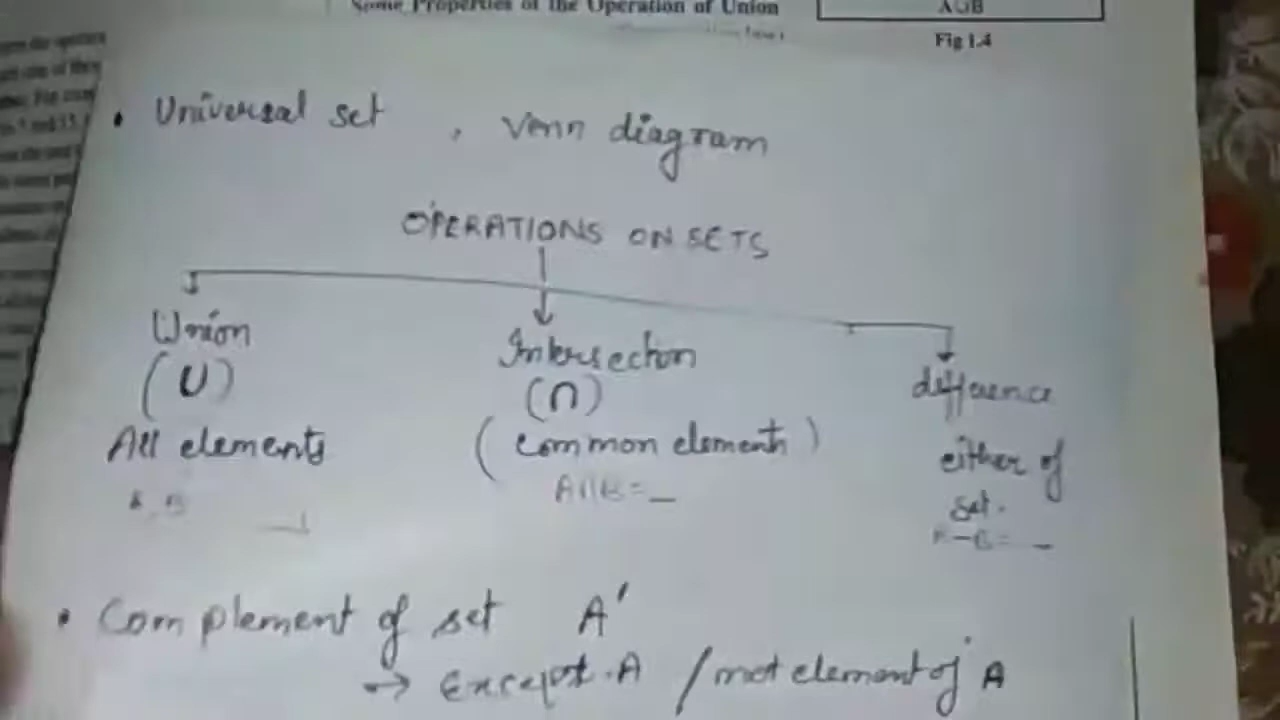 Some Properties of the Operation of Union
A∪B
Fig 1.4
• Universal set , Venn diagram
OPERATIONS ON SETS
Union
(∪)
All elements
Intersection
(∩)
(common elements)
A∩B = _
difference
either of
set.
A-B= _
• Complement of set A'
→ Except A / not element of A